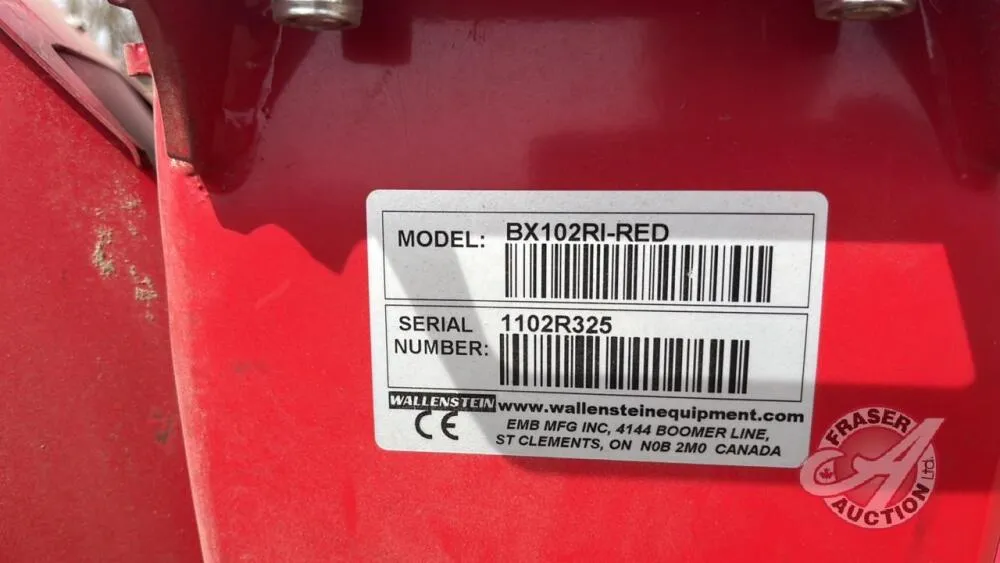 MODEL: BX102RI-RED
SERIAL NUMBER: 1102R325
WALLENSTEIN www.wallensteinequipment.com
CE EMB MFG INC, 4144 BOOMER LINE,
ST CLEMENTS, ON N0B 2M0 CANADA
FRASER
AUCTION Ltd.